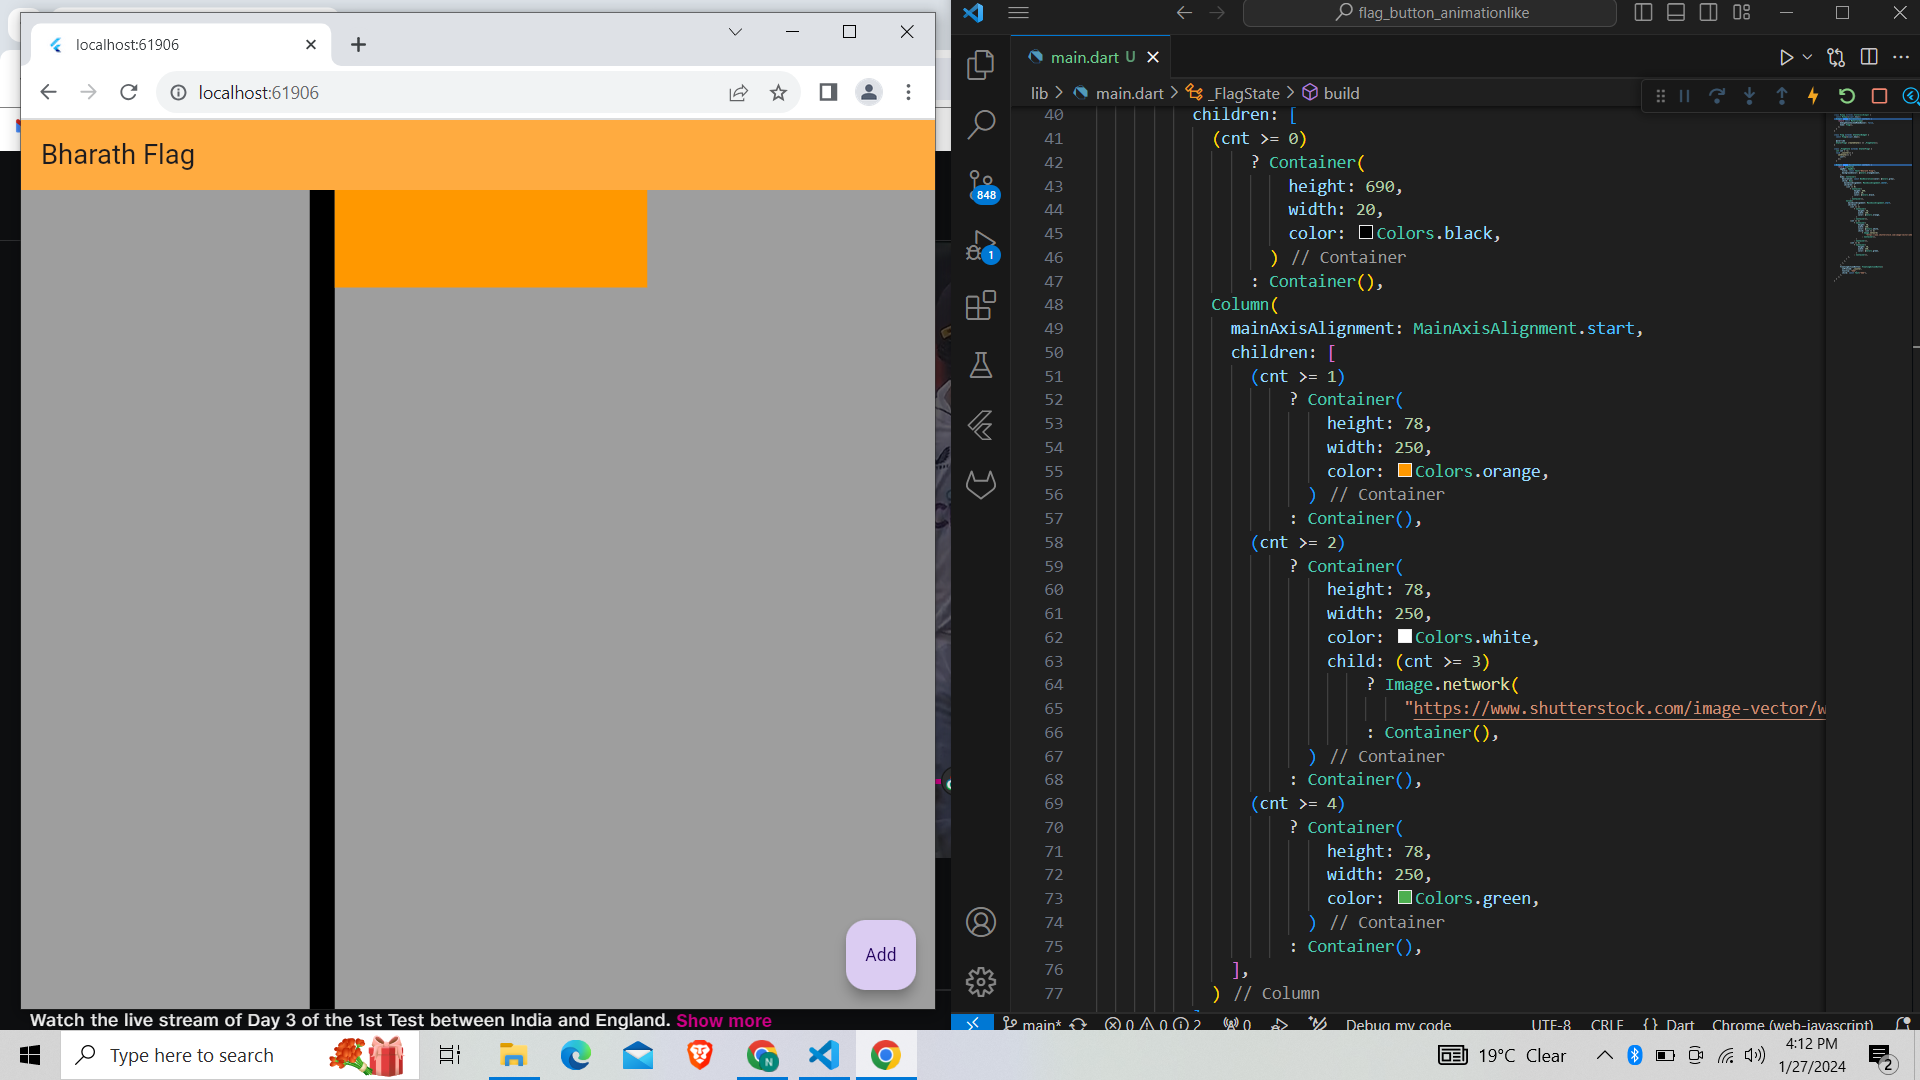 localhost:61906
localhost:61906
Bharath Flag
Add
Watch the live stream of Day 3 of the 1st Test between India and England. Show more
flag_button_animationlike
main.dart U
lib > main.dart > _FlagState > build
848
1
40 children: [
41 (cnt >= 0)
42 ? Container(
43 height: 690,
44 width: 20,
45 color: Colors.black,
46 ) // Container
47 : Container(),
48 Column(
49 mainAxisAlignment: MainAxisAlignment.start,
50 children: [
51 (cnt >= 1)
52 ? Container(
53 height: 78,
54 width: 250,
55 color: Colors.orange,
56 ) // Container
57 : Container(),
58 (cnt >= 2)
59 ? Container(
60 height: 78,
61 width: 250,
62 color: Colors.white,
63 child: (cnt >= 3)
64 ? Image.network(
65 "https://www.shutterstock.com/image-vector/w
66 : Container(),
67 ) // Container
68 : Container(),
69 (cnt >= 4)
70 ? Container(
71 height: 78,
72 width: 250,
73 color: Colors.green,
74 ) // Container
75 : Container(),
76 ],
77 ) // Column
main* 0 0 2 0 Debug my code UTF-8 CRLF {} Dart Chrome (web-javascript)
Type here to search
N
19°C Clear
4:12 PM
1/27/2024
2